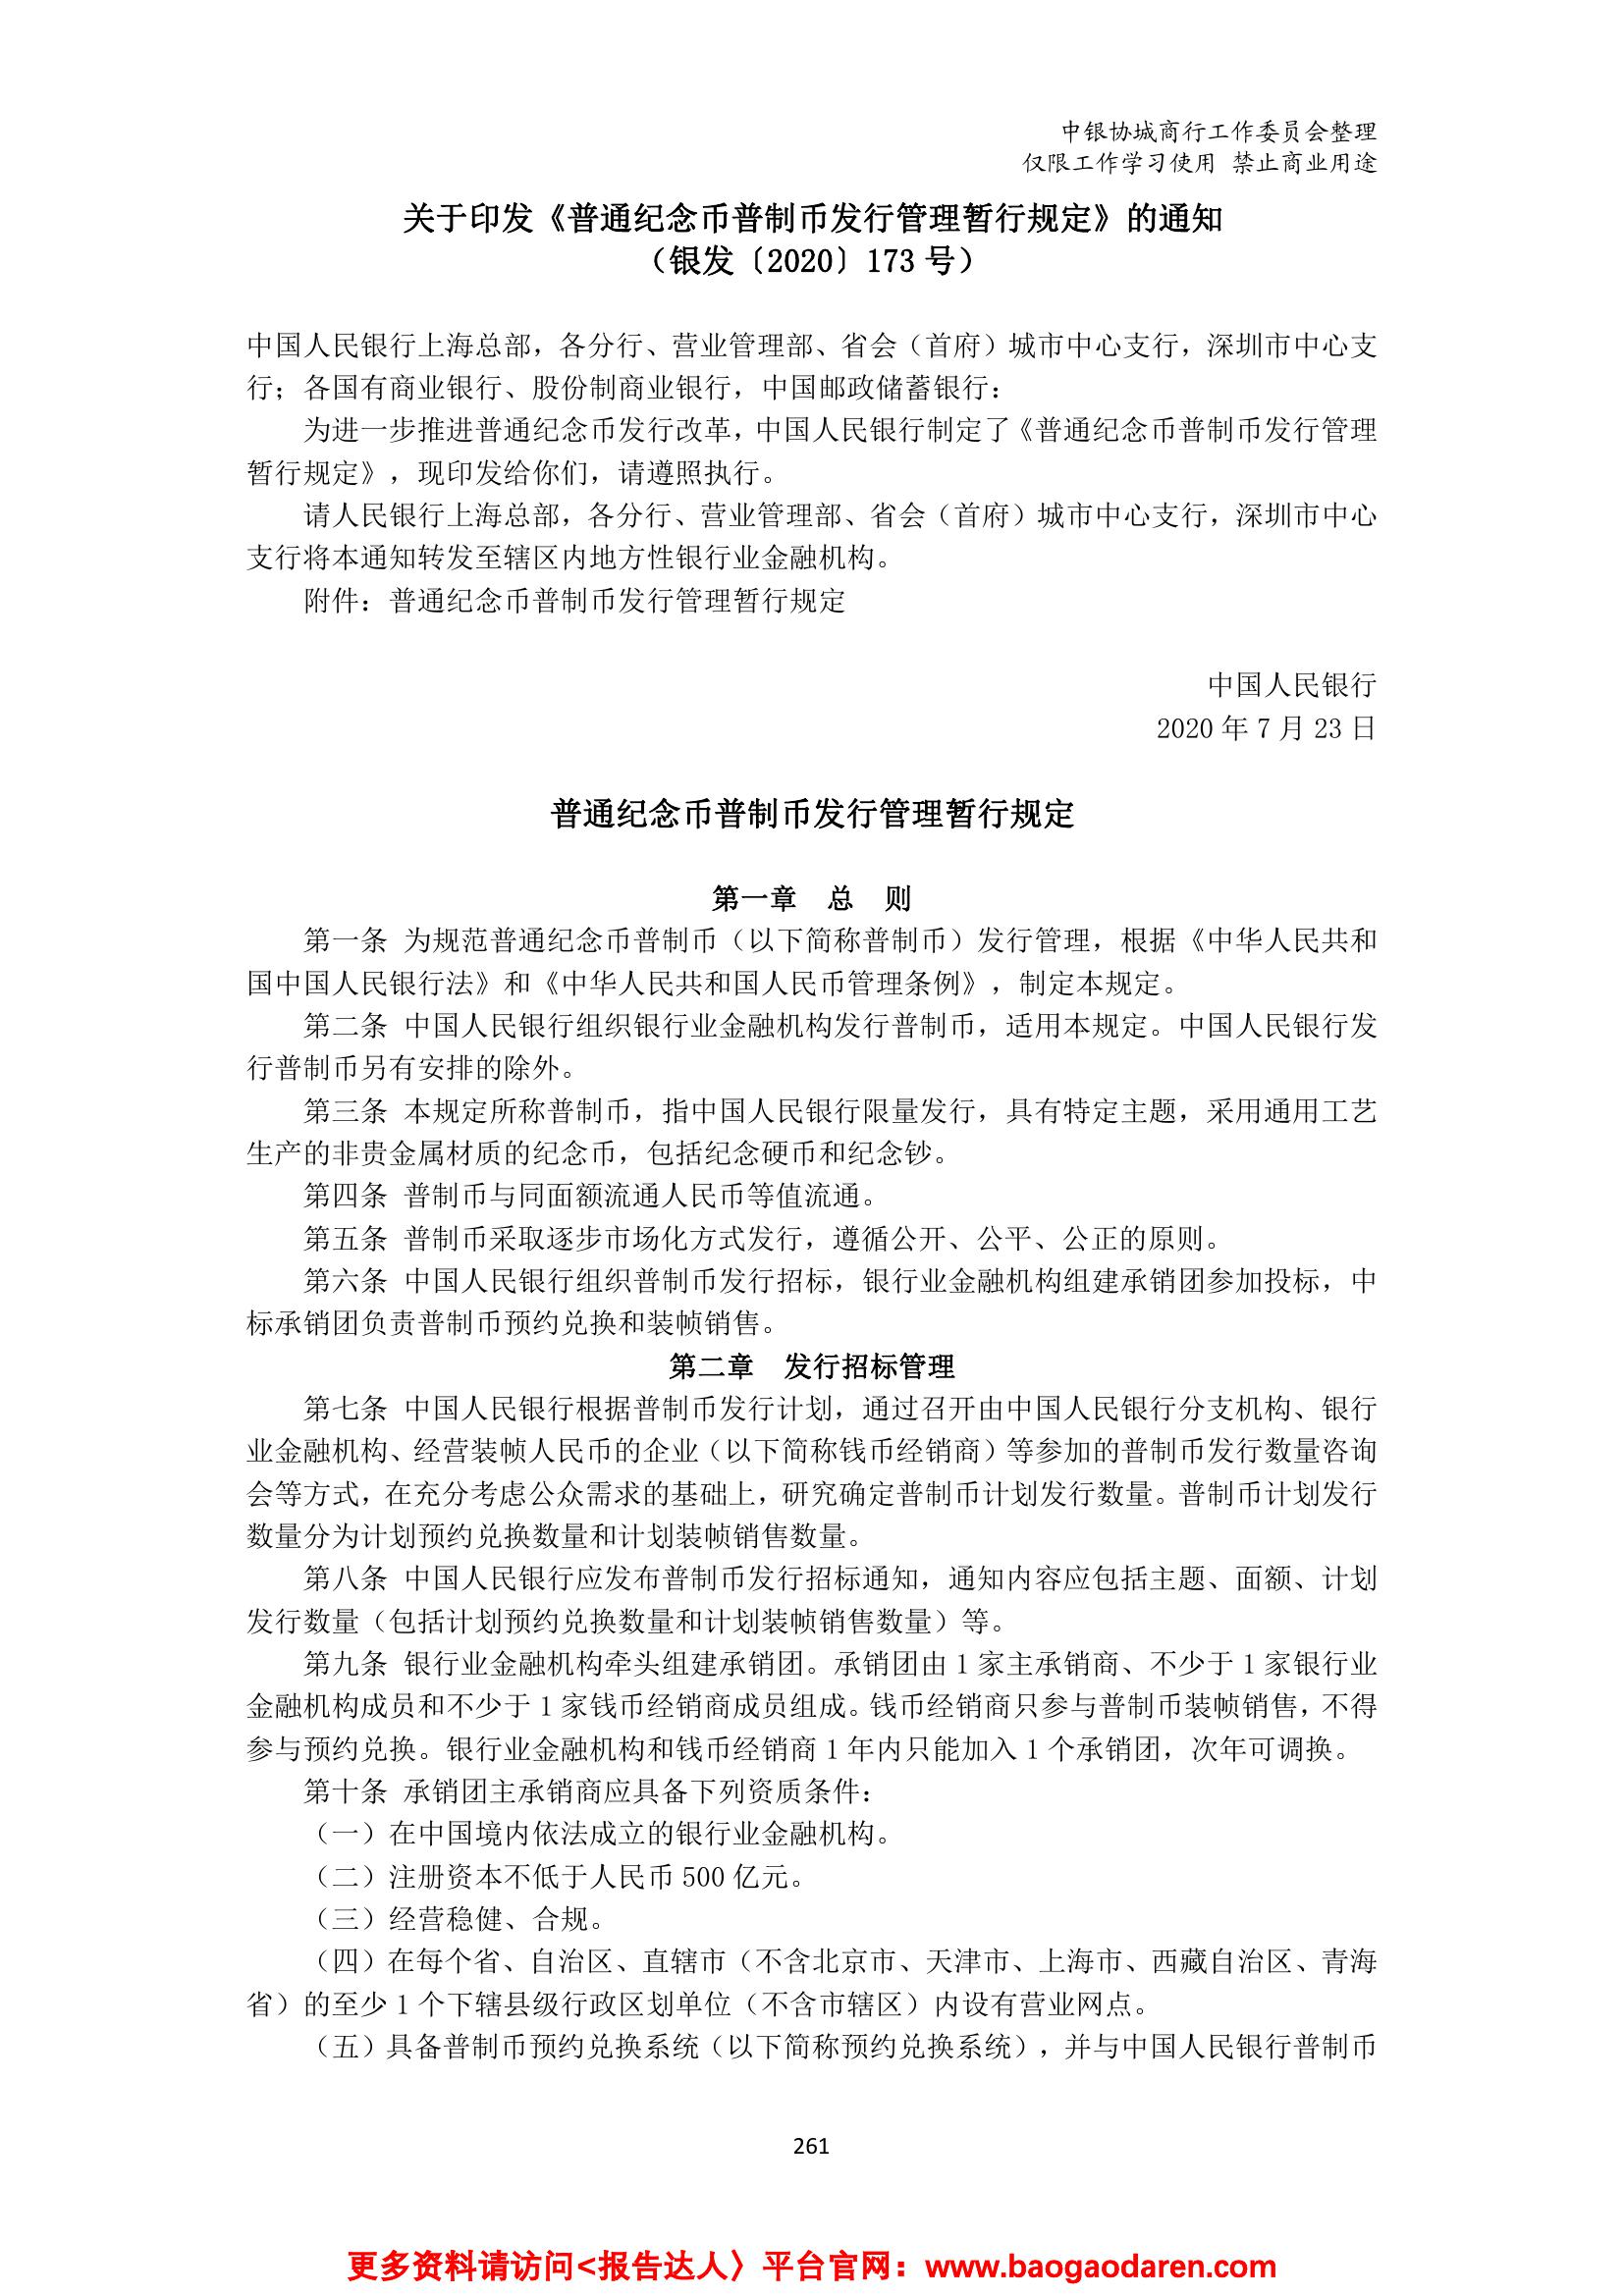 中银协城商行工作委员会整理
仅限工作学习使用 禁止商业用途
关于印发《普通纪念币普制币发行管理暂行规定》的通知
（银发〔2020〕173 号）
中国人民银行上海总部，各分行、营业管理部、省会（首府）城市中心支行，深圳市中心支
行；各国有商业银行、股份制商业银行，中国邮政储蓄银行：
为进一步推进普通纪念币发行改革，中国人民银行制定了《普通纪念币普制币发行管理
暂行规定》，现印发给你们，请遵照执行。
请人民银行上海总部，各分行、营业管理部、省会（首府）城市中心支行，深圳市中心
支行将本通知转发至辖区内地方性银行业金融机构。
附件：普通纪念币普制币发行管理暂行规定
中国人民银行
2020 年 7 月 23 日
普通纪念币普制币发行管理暂行规定
第一章 总 则
第一条 为规范普通纪念币普制币（以下简称普制币）发行管理，根据《中华人民共和
国中国人民银行法》和《中华人民共和国人民币管理条例》，制定本规定。
第二条 中国人民银行组织银行业金融机构发行普制币，适用本规定。中国人民银行发
行普制币另有安排的除外。
第三条 本规定所称普制币，指中国人民银行限量发行，具有特定主题，采用通用工艺
生产的非贵金属材质的纪念币，包括纪念硬币和纪念钞。
第四条 普制币与同面额流通人民币等值流通。
第五条 普制币采取逐步市场化方式发行，遵循公开、公平、公正的原则。
第六条 中国人民银行组织普制币发行招标，银行业金融机构组建承销团参加投标，中
标承销团负责普制币预约兑换和装帧销售。
第二章 发行招标管理
第七条 中国人民银行根据普制币发行计划，通过召开由中国人民银行分支机构、银行
业金融机构、经营装帧人民币的企业（以下简称钱币经销商）等参加的普制币发行数量咨询
会等方式，在充分考虑公众需求的基础上，研究确定普制币计划发行数量。普制币计划发行
数量分为计划预约兑换数量和计划装帧销售数量。
第八条 中国人民银行应发布普制币发行招标通知，通知内容应包括主题、面额、计划
发行数量（包括计划预约兑换数量和计划装帧销售数量）等。
第九条 银行业金融机构牵头组建承销团。承销团由 1 家主承销商、不少于 1 家银行业
金融机构成员和不少于 1 家钱币经销商成员组成。钱币经销商只参与普制币装帧销售，不得
参与预约兑换。银行业金融机构和钱币经销商 1 年内只能加入 1 个承销团，次年可调换。
第十条 承销团主承销商应具备下列资质条件：
（一）在中国境内依法成立的银行业金融机构。
（二）注册资本不低于人民币 500 亿元。
（三）经营稳健、合规。
（四）在每个省、自治区、直辖市（不含北京市、天津市、上海市、西藏自治区、青海
省）的至少 1 个下辖县级行政区划单位（不含市辖区）内设有营业网点。
（五）具备普制币预约兑换系统（以下简称预约兑换系统），并与中国人民银行普制币
261
更多资料请访问<报告达人〉平台官网：www.baogaodaren.com